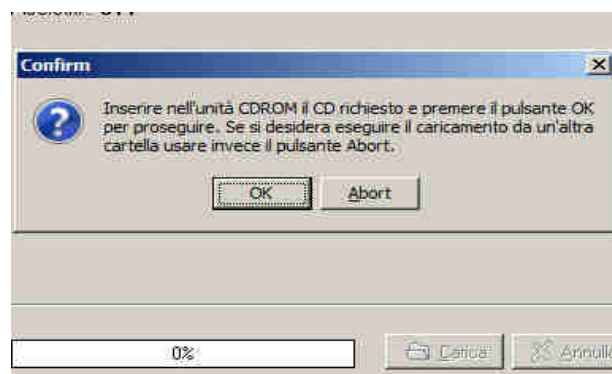 Confirm
Inserire nell'unità CDROM il CD richiesto e premere il pulsante OK
per proseguire. Se si desidera eseguire il caricamento da un'altra
cartella usare invece il pulsante Abort.
OK Abort
0% Carica